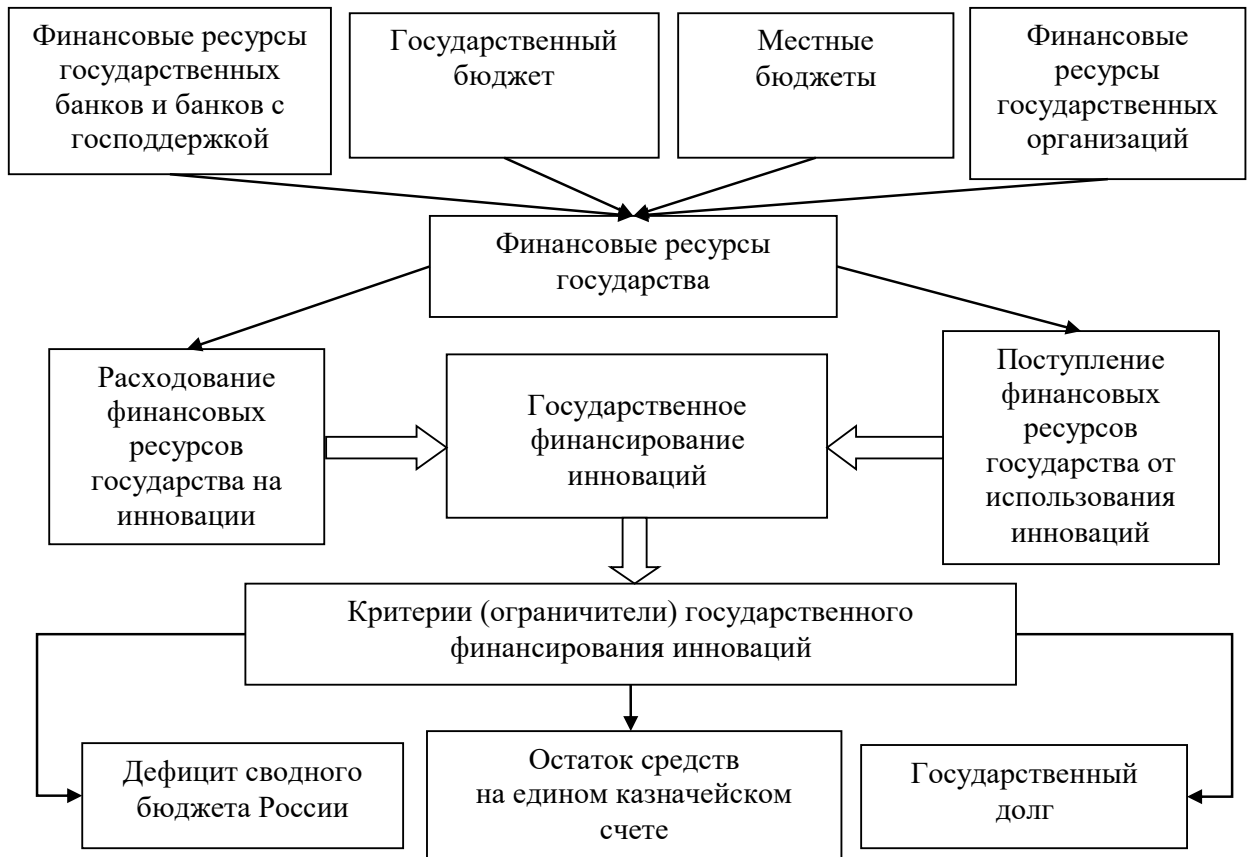 Финансовые ресурсы
государственных
банков и банков с
господдержкой
Государственный
бюджет
Местные
бюджеты
Финансовые
ресурсы
государственных
организаций
Финансовые ресурсы
государства
Расходование
финансовых
ресурсов
государства на
инновации
Государственное
финансирование
инноваций
Поступление
финансовых
ресурсов
государства от
использования
инноваций
Критерии (ограничители) государственного
финансирования инноваций
Дефицит сводного
бюджета России
Остаток средств
на едином казначейском
счете
Государственный
долг